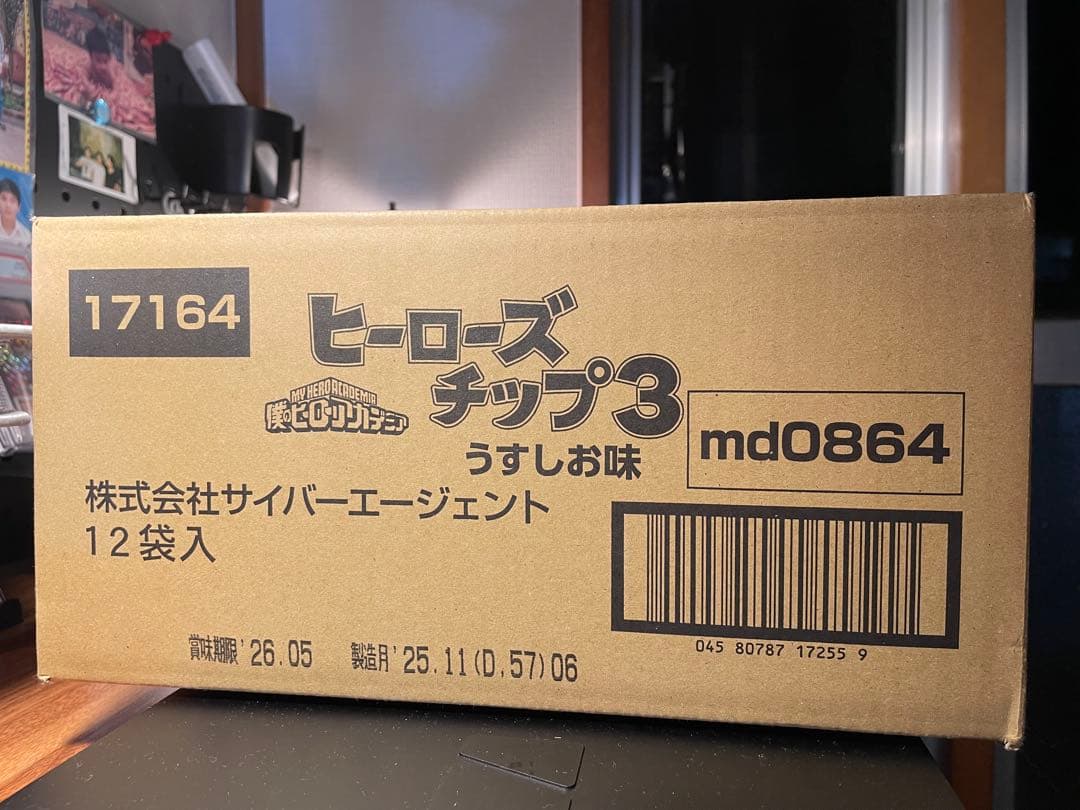 17164
ヒーローズ
チップ3
MY HERO ACADEMIA
僕のヒーローアカデミア
うすしお味
md0864
株式会社サイバーエージェント
12袋入
045 80787 17255 9
賞味期限'26.05 製造月'25.11(D,57)06